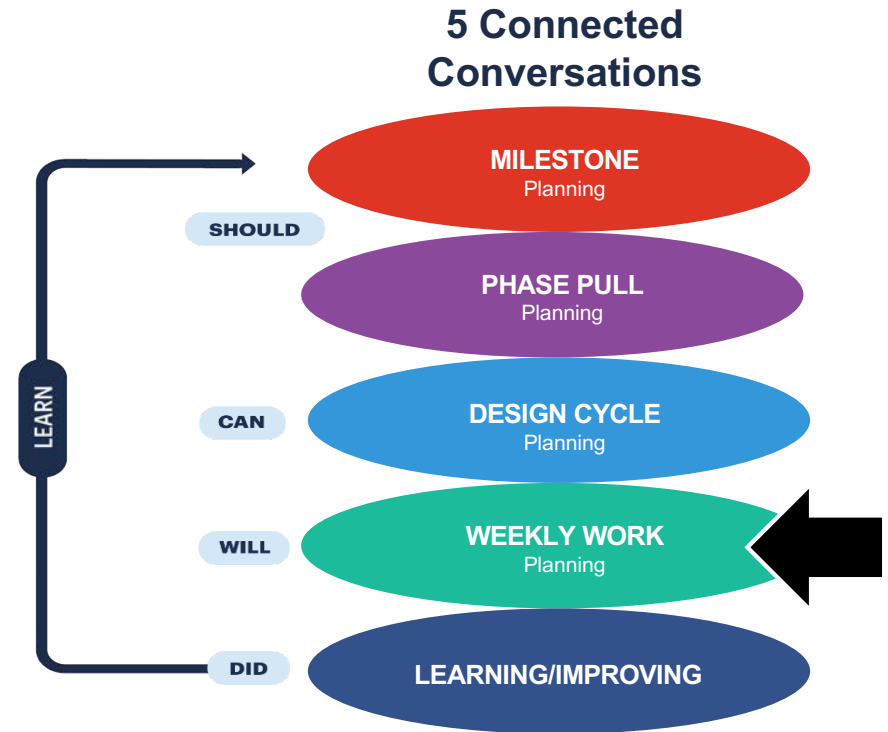 5 Connected
Conversations
MILESTONE
Planning
SHOULD
PHASE PULL
Planning
LEARN
CAN
DESIGN CYCLE
Planning
WILL
WEEKLY WORK
Planning
DID
LEARNING/IMPROVING